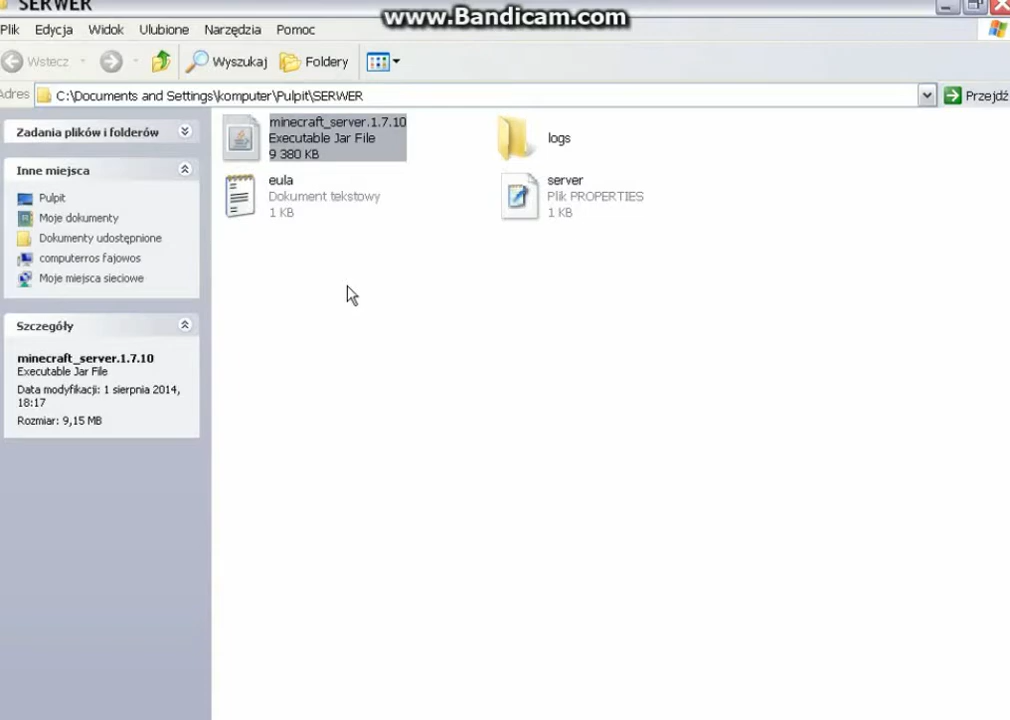 SERWER
www.Bandicam.com
Plik Edycja Widok Ulubione Narzędzia Pomoc
Wstecz Wyszukaj Foldery
Adres C:\Documents and Settings\komputer\Pulpit\SERWER Przejdź
Zadania plików i folderów
Inne miejsca
Pulpit
Moje dokumenty
Dokumenty udostępnione
computerros fajowos
Moje miejsca sieciowe
Szczegóły
minecraft_server.1.7.10
Executable Jar File
Data modyfikacji: 1 sierpnia 2014,
18:17
Rozmiar: 9,15 MB
minecraft_server.1.7.10
Executable Jar File
9 380 KB
logs
eula
Dokument tekstowy
1 KB
server
Plik PROPERTIES
1 KB